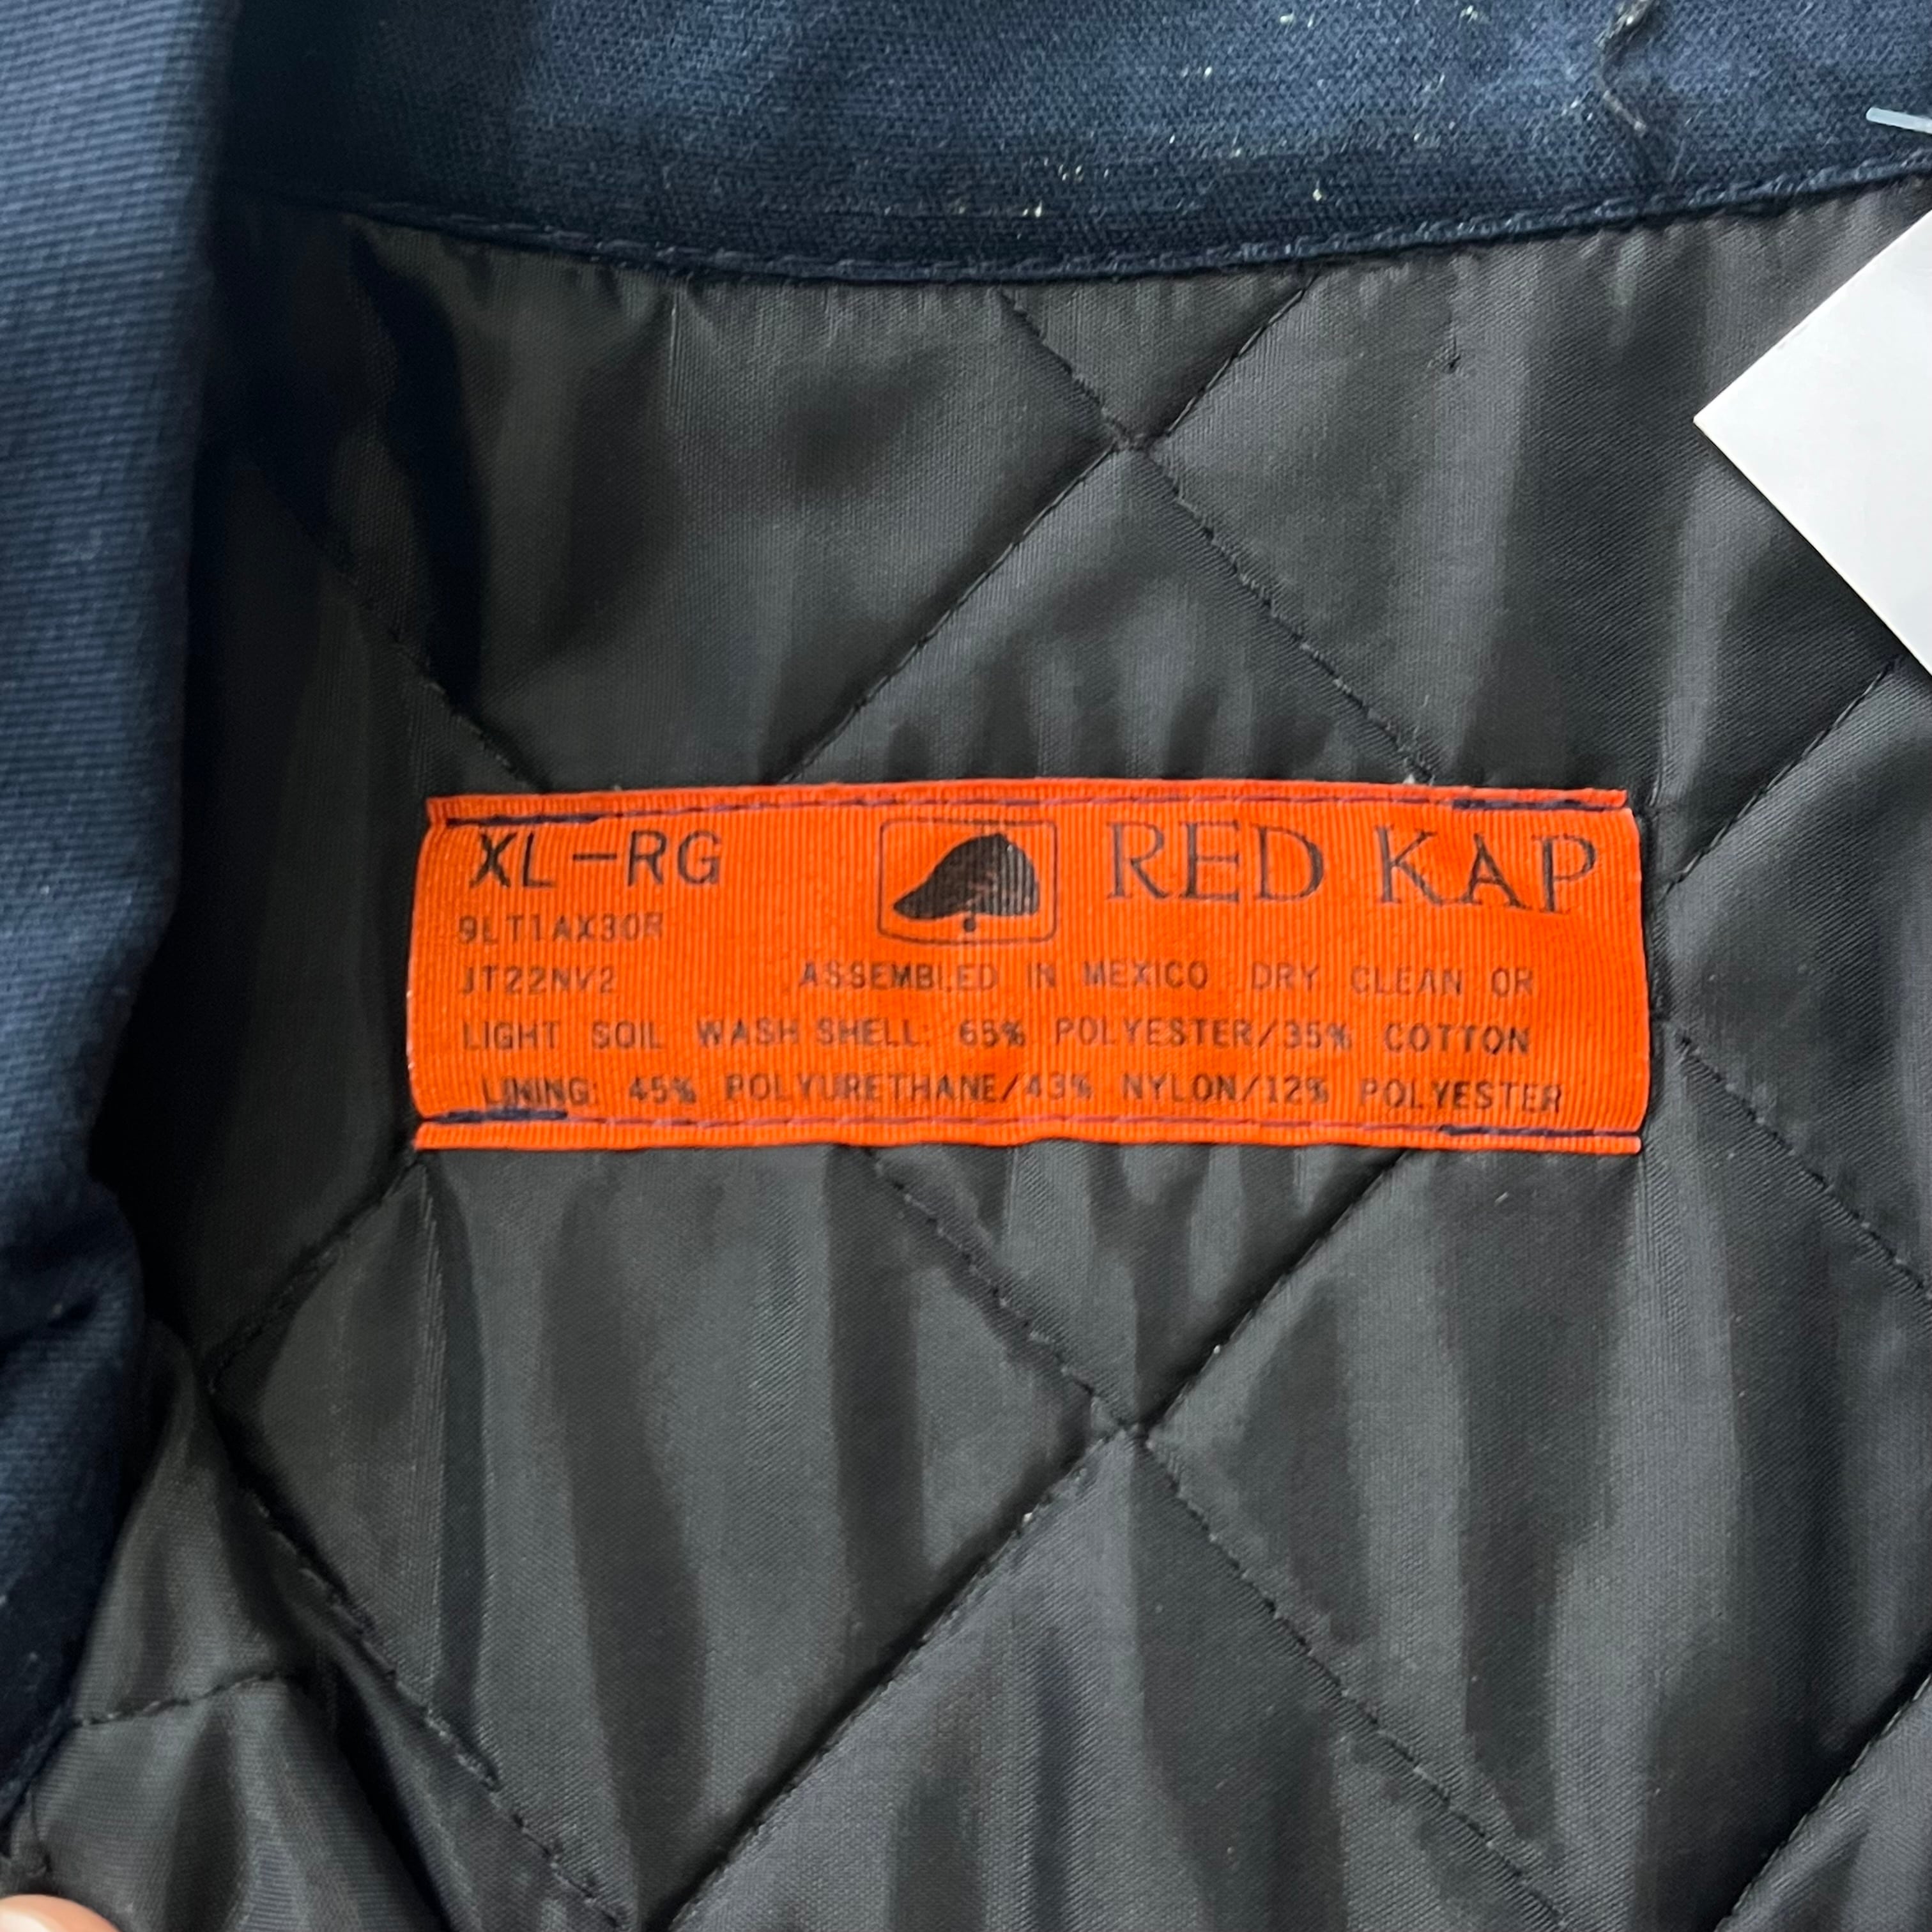 XL-RG RED KAP
9LT1AX30R
JT22NV2 ASSEMBLED IN MEXICO DRY CLEAN OR
LIGHT SOIL WASH SHELL: 65% POLYESTER/35% COTTON
LINING: 45% POLYURETHANE/43% NYLON/12% POLYESTER